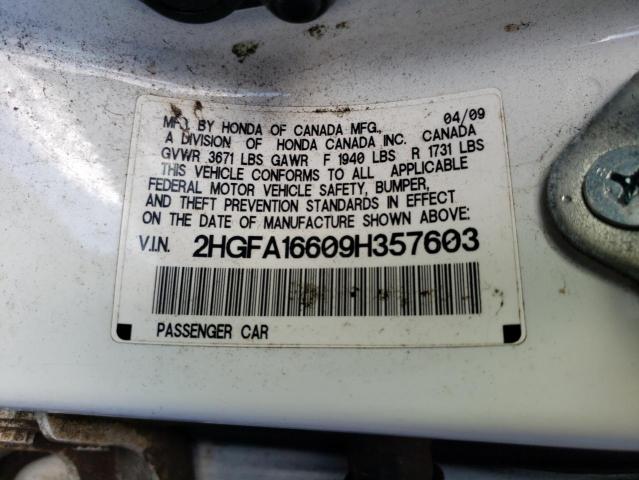 04/09
MFD BY HONDA OF CANADA MFG.,
A DIVISION OF HONDA CANADA INC. CANADA
GVWR 3671 LBS GAWR F 1940 LBS R 1731 LBS
THIS VEHICLE CONFORMS TO ALL APPLICABLE
FEDERAL MOTOR VEHICLE SAFETY, BUMPER,
AND THEFT PREVENTION STANDARDS IN EFFECT
ON THE DATE OF MANUFACTURE SHOWN ABOVE:
V.I.N. 2HGFA16609H357603
PASSENGER CAR